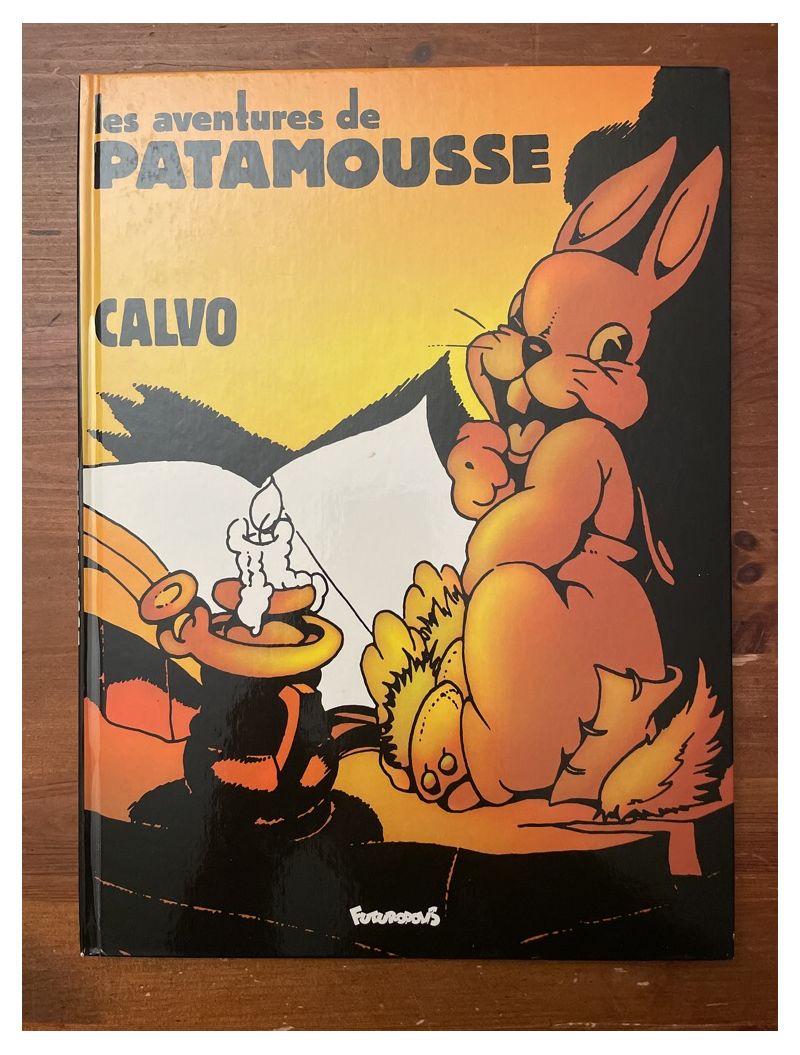 les aventures de
PATAMOUSSE
CALVO
FUTUROPOLIS